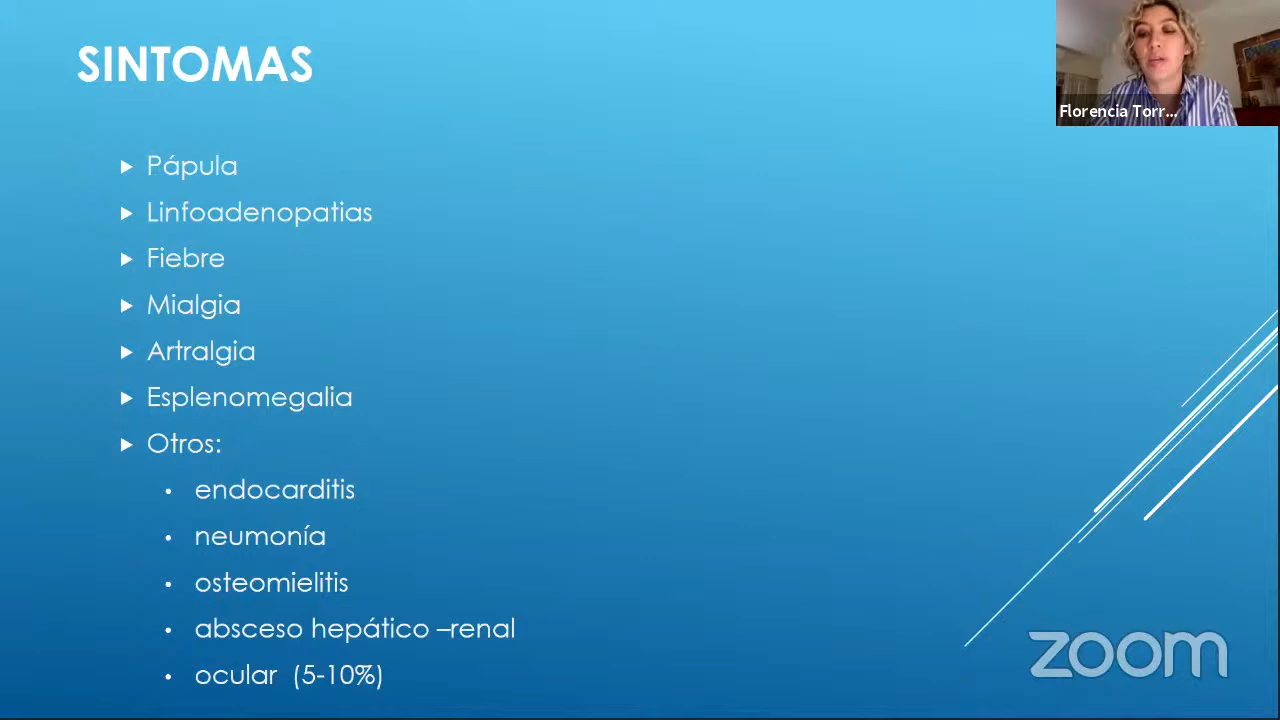 SINTOMAS
Florencia Torr...
Pápula
Linfoadenopatias
Fiebre
Mialgia
Artralgia
Esplenomegalia
Otros:
endocarditis
neumonía
osteomielitis
absceso hepático –renal
ocular (5-10%)
zoom